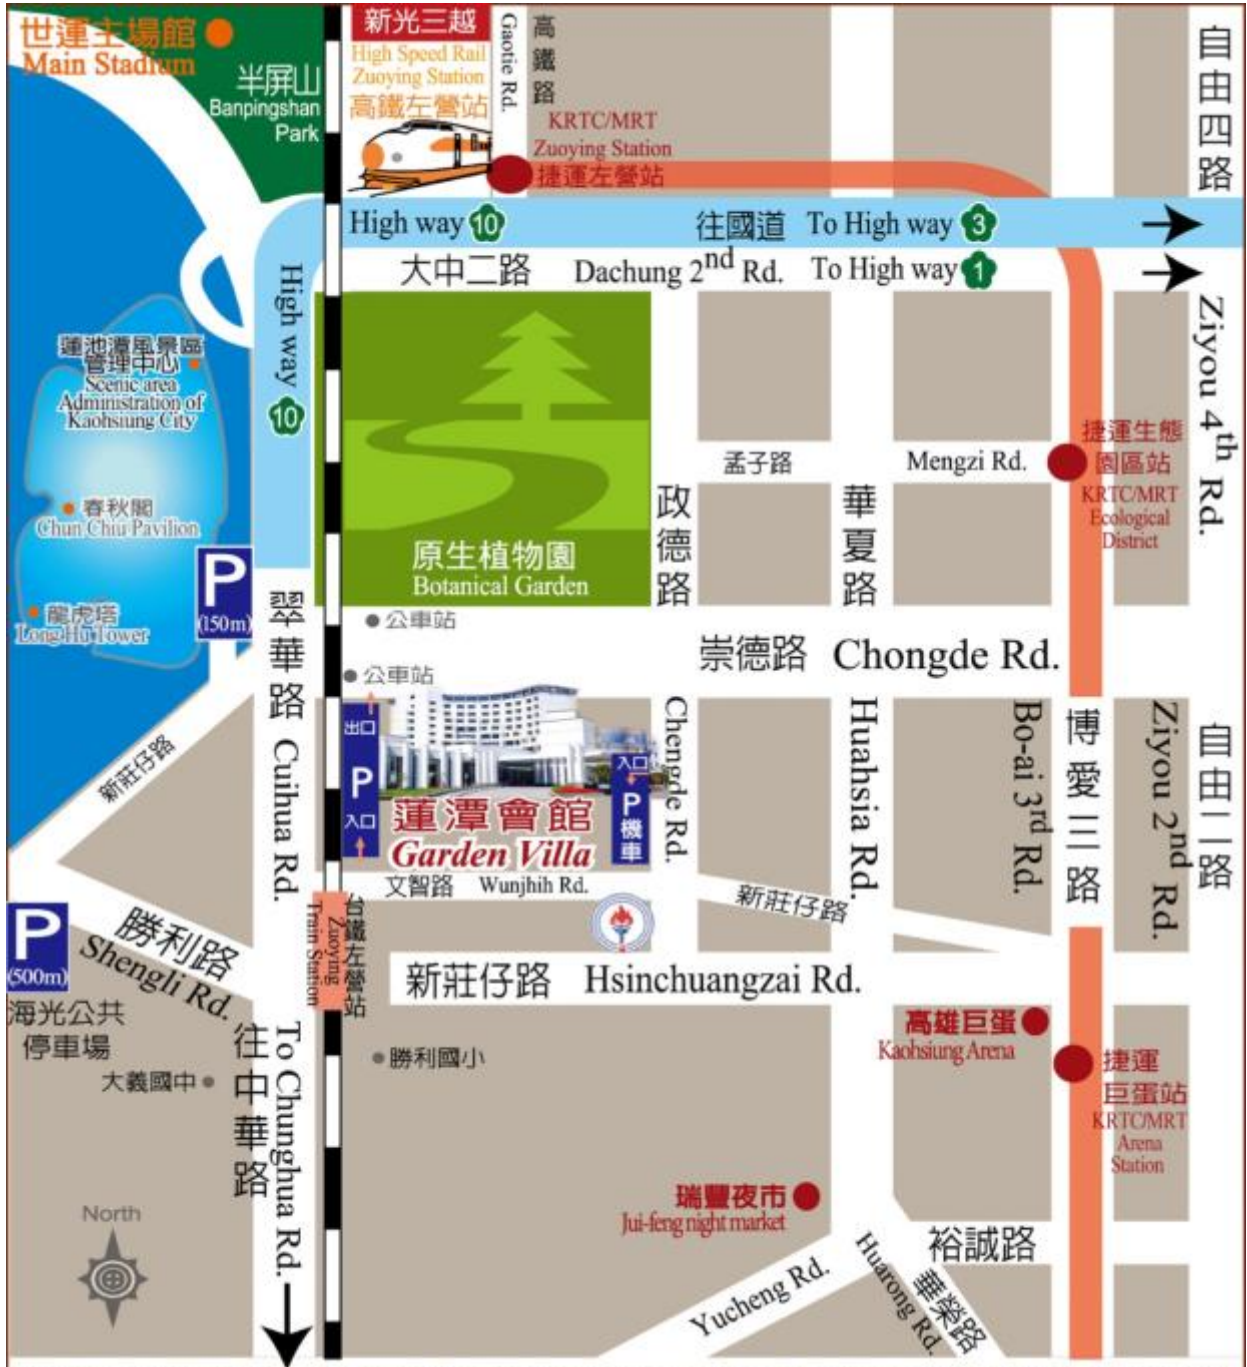 世運主場館
Main Stadium
半屏山
Banpingshan
Park
新光三越
High Speed Rail
Zuoying Station
高鐵左營站
Gaotie Rd.
高鐵路
KRTC/MRT
Zuoying Station
捷運左營站
自由四路
High way 10
往國道 To High way 3
大中二路 Dachung 2nd Rd. To High way 1
High way 10
蓮池潭風景區
管理中心
Scenic area
Administration of
Kaohsiung City
春秋閣
Chun Chiu Pavilion
龍虎塔
Long Hu Tower
P
(150m)
原生植物園
Botanical Garden
政德路
孟子路
Mengzi Rd.
華夏路
捷運生態
園區站
KRTC/MRT
Ecological
District
Ziyou 4th Rd.
公車站
公車站
翠華路 Cuihua Rd.
崇德路 Chongde Rd.
新莊仔路
出口
P
入口
入口
P
機車
蓮潭會館
Garden Villa
Chengde Rd.
Huahsia Rd.
Bo-ai 3rd Rd.
博愛三路
Ziyou 2nd Rd.
自由二路
文智路 Wunjhih Rd.
新莊仔路
勝利路
Shengli Rd.
P
(500m)
海光公共
停車場
台鐵左營站
Zuoying
Train Station
新莊仔路 Hsinchuangzai Rd.
大義國中
往中華路
To Chunghua Rd.
勝利國小
高雄巨蛋
Kaohsiung Arena
捷運
巨蛋站
KRTC/MRT
Arena
Station
瑞豐夜市
Jui-feng night market
North
Yucheng Rd.
裕誠路
Huarong Rd.
華榮路